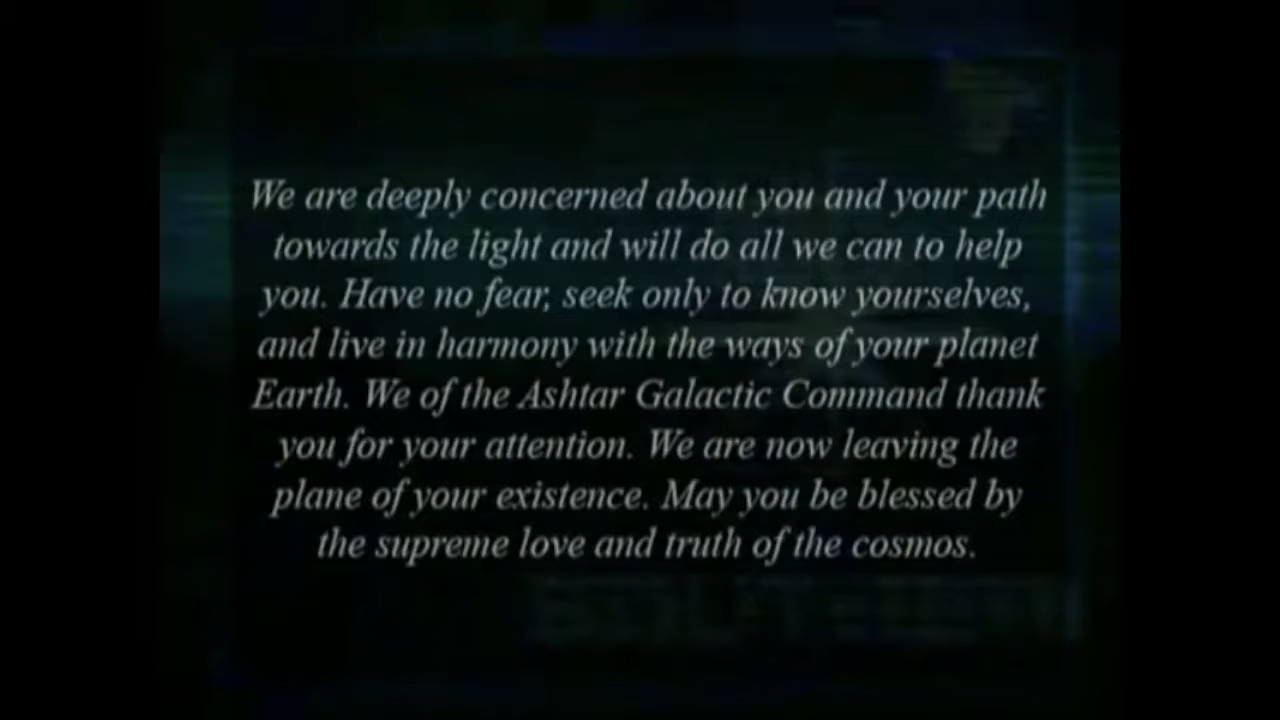 We are deeply concerned about you and your path
towards the light and will do all we can to help
you. Have no fear, seek only to know yourselves,
and live in harmony with the ways of your planet
Earth. We of the Ashtar Galactic Command thank
you for your attention. We are now leaving the
plane of your existence. May you be blessed by
the supreme love and truth of the cosmos.